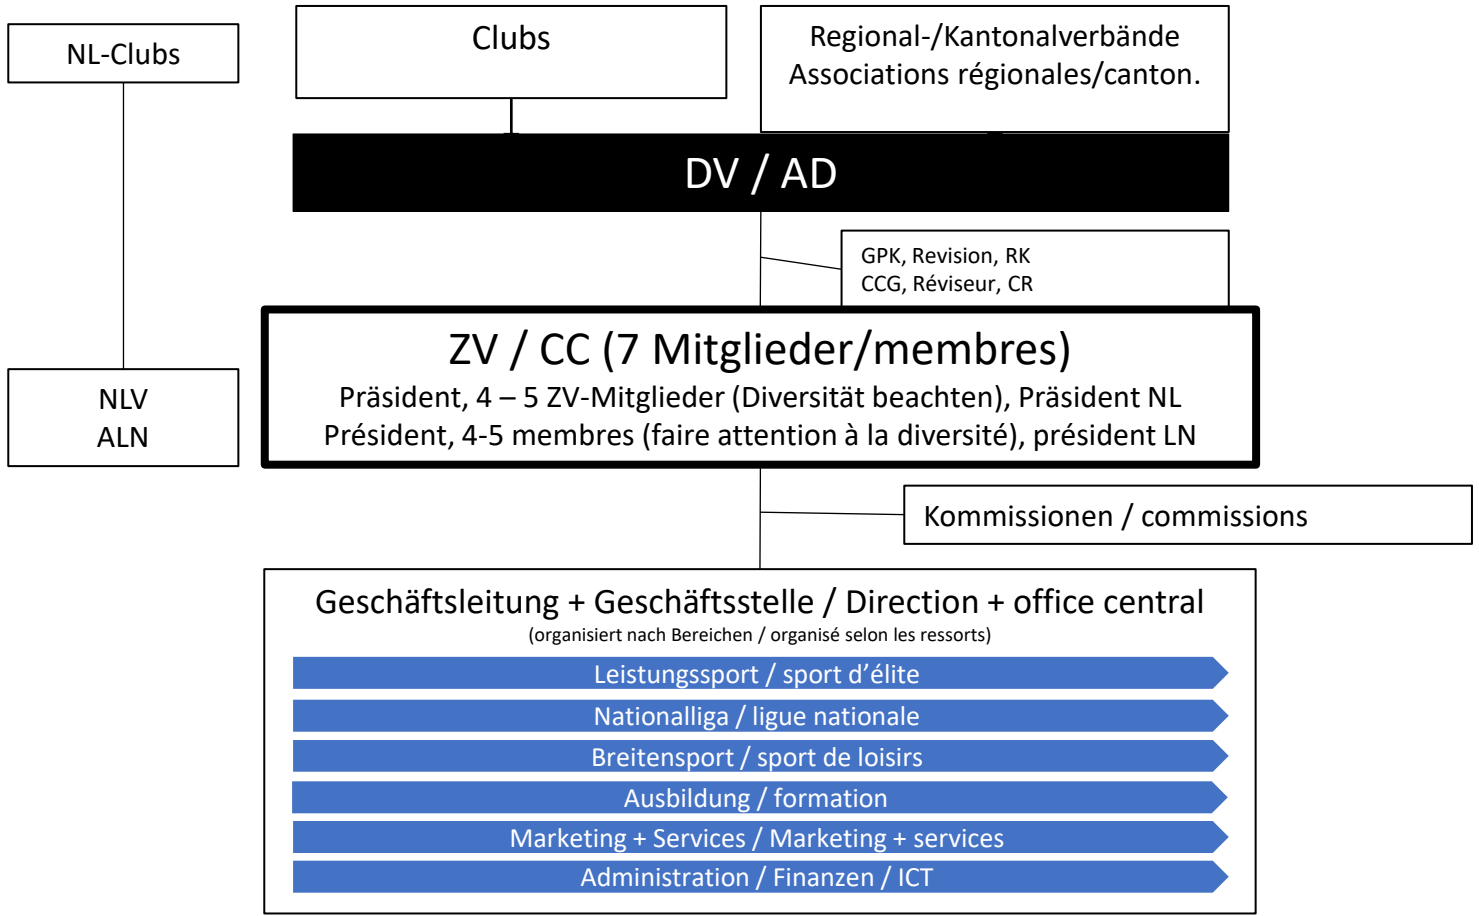 NL-Clubs
Clubs
Regional-/Kantonalverbände
Associations régionales/canton.
DV / AD
GPK, Revision, RK
CCG, Réviseur, CR
ZV / CC (7 Mitglieder/membres)
Präsident, 4 – 5 ZV-Mitglieder (Diversität beachten), Präsident NL
Président, 4-5 membres (faire attention à la diversité), président LN
NLV
ALN
Kommissionen / commissions
Geschäftsleitung + Geschäftsstelle / Direction + office central
(organisiert nach Bereichen / organisé selon les ressorts)
Leistungssport / sport d’élite
Nationalliga / ligue nationale
Breitensport / sport de loisirs
Ausbildung / formation
Marketing + Services / Marketing + services
Administration / Finanzen / ICT